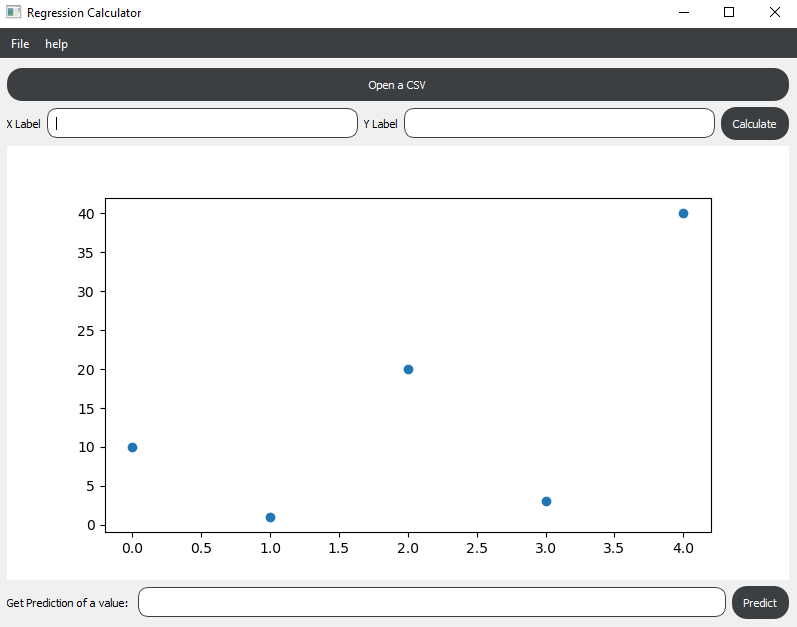 Regression Calculator
File help
Open a CSV
X Label Y Label Calculate
40
35
30
25
20
15
10
5
0
0.0 0.5 1.0 1.5 2.0 2.5 3.0 3.5 4.0
Get Prediction of a value: Predict